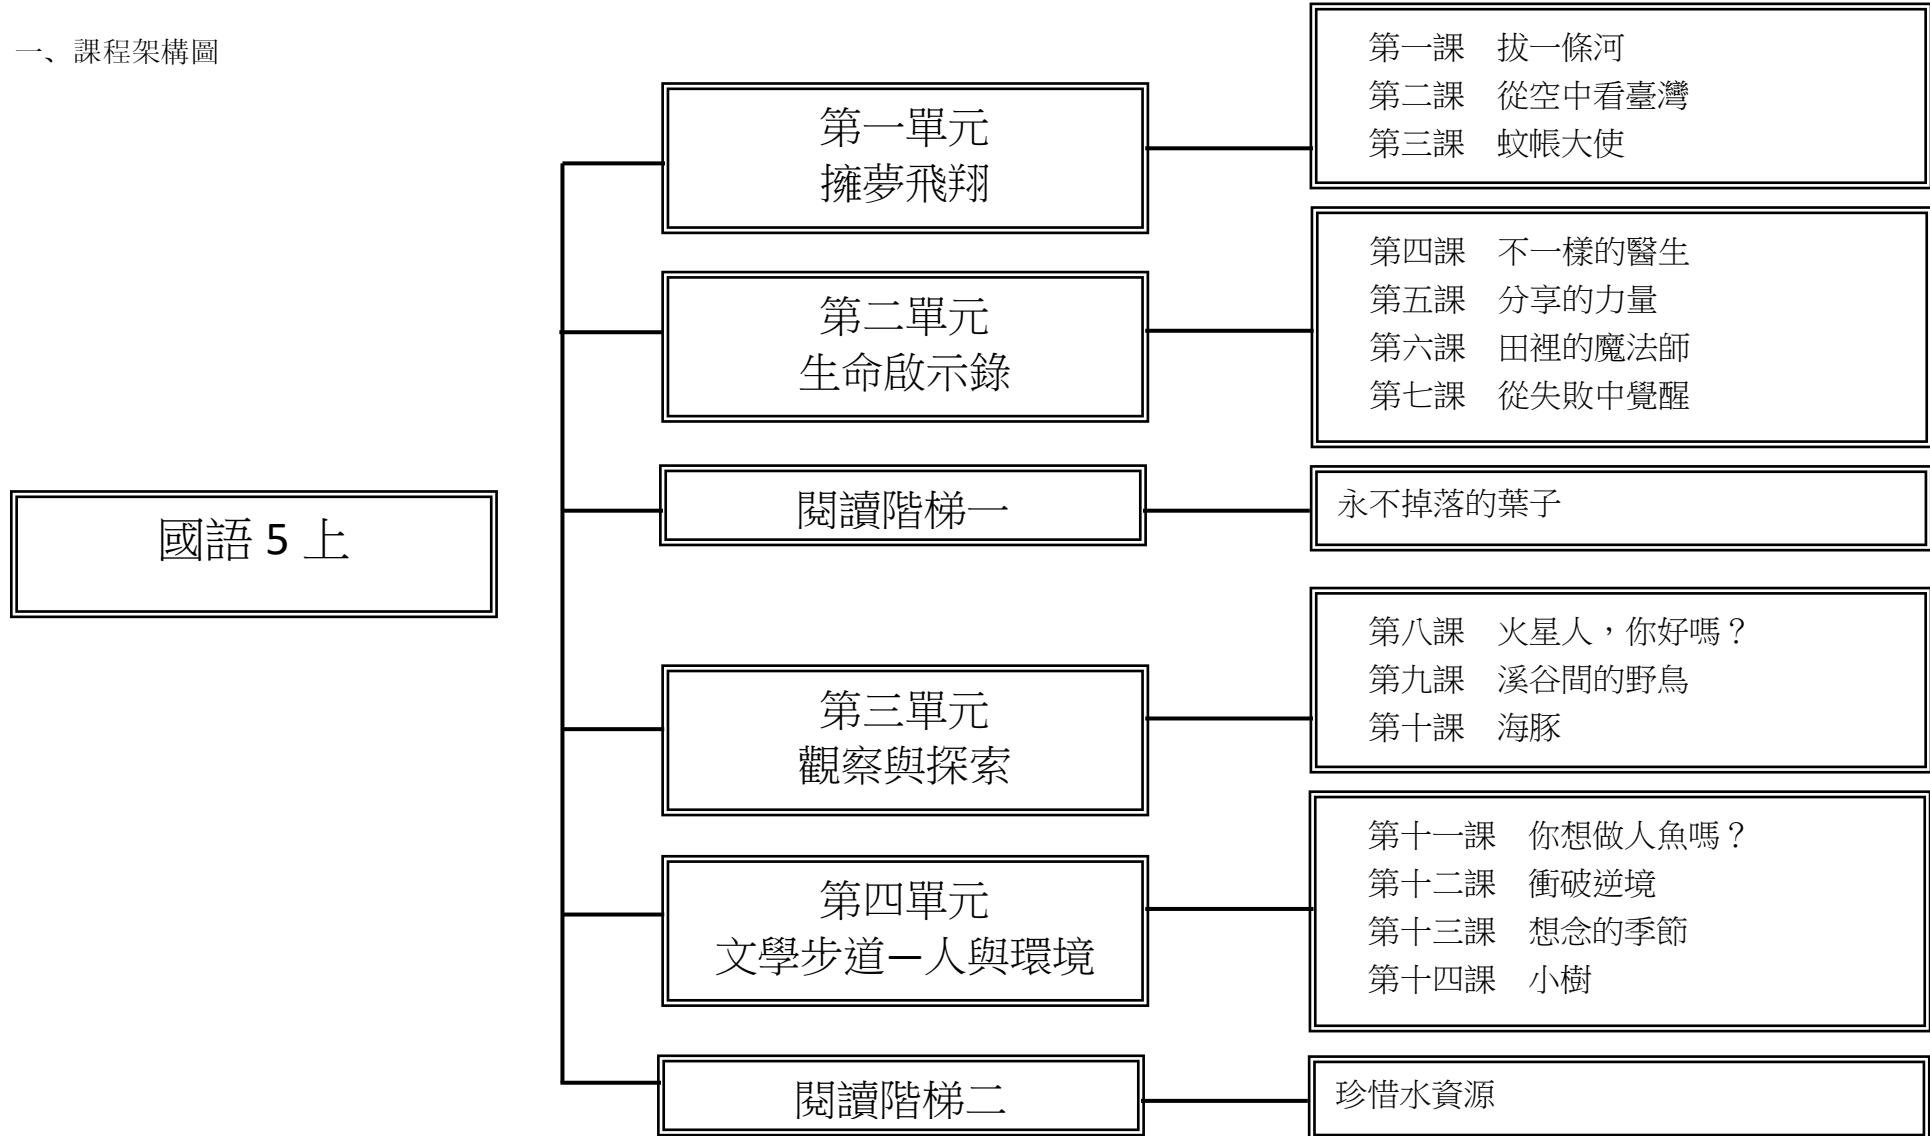 一、課程架構圖
國語 5 上
第一單元
擁夢飛翔
第一課　拔一條河
第二課　從空中看臺灣
第三課　蚊帳大使
第二單元
生命啟示錄
第四課　不一樣的醫生
第五課　分享的力量
第六課　田裡的魔法師
第七課　從失敗中覺醒
閱讀階梯一
永不掉落的葉子
第三單元
觀察與探索
第八課　火星人，你好嗎？
第九課　溪谷間的野鳥
第十課　海豚
第四單元
文學步道—人與環境
第十一課　你想做人魚嗎？
第十二課　衝破逆境
第十三課　想念的季節
第十四課　小樹
閱讀階梯二
珍惜水資源